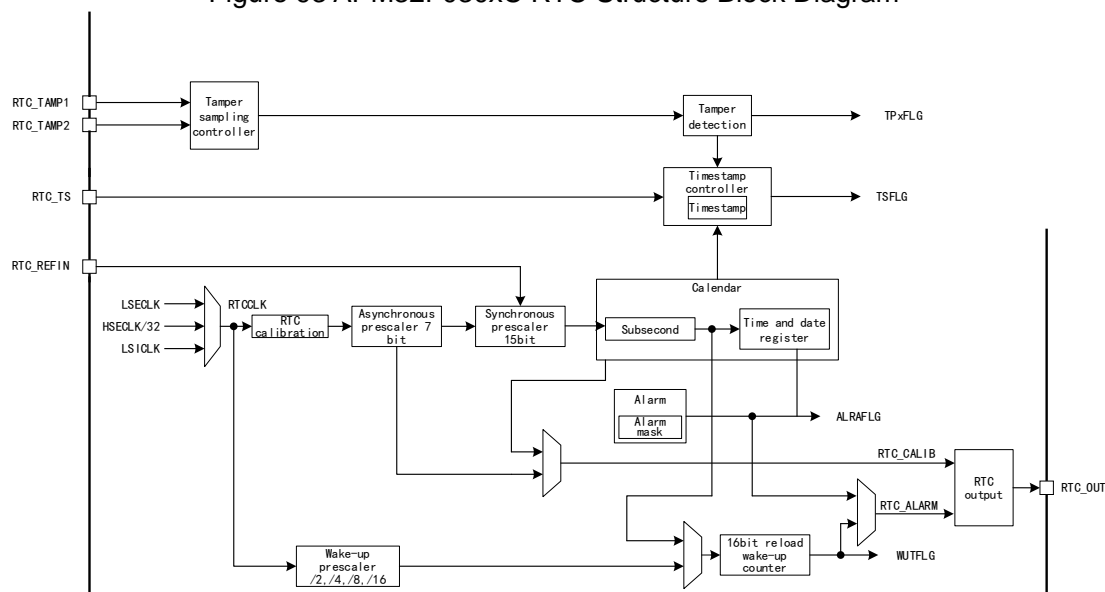 RTC_TAMP1
RTC_TAMP2
Tamper
sampling
controller
Tamper
detection
TPxFLG
RTC_TS
Timestamp
controller
Timestamp
TSFLG
RTC_REFIN
LSECLK
HSECLK/32
LSICLK
RTCCLK
RTC
calibration
Asynchronous
prescaler 7
bit
Synchronous
prescaler
15bit
Calendar
Subsecond
Time and date
register
Alarm
Alarm
mask
ALRAFLG
RTC_CALIB
RTC_ALARM
RTC
output
RTC_OUT
Wake-up
prescaler
/2,/4,/8,/16
16bit reload
wake-up
counter
WUTFLG